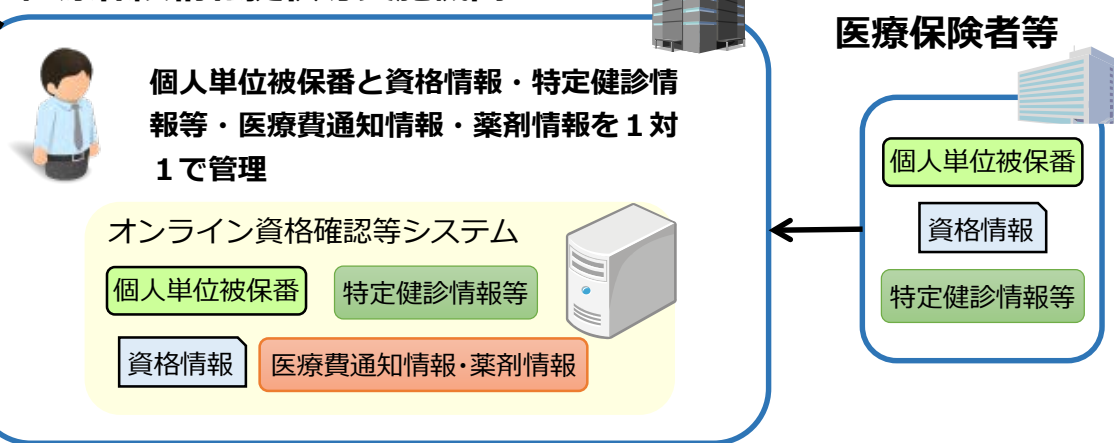 医療保険者等
個人単位被保番と資格情報・特定健診情
報等・医療費通知情報・薬剤情報を１対
１で管理
オンライン資格確認等システム
個人単位被保番
特定健診情報等
資格情報
医療費通知情報・薬剤情報
個人単位被保番
資格情報
特定健診情報等